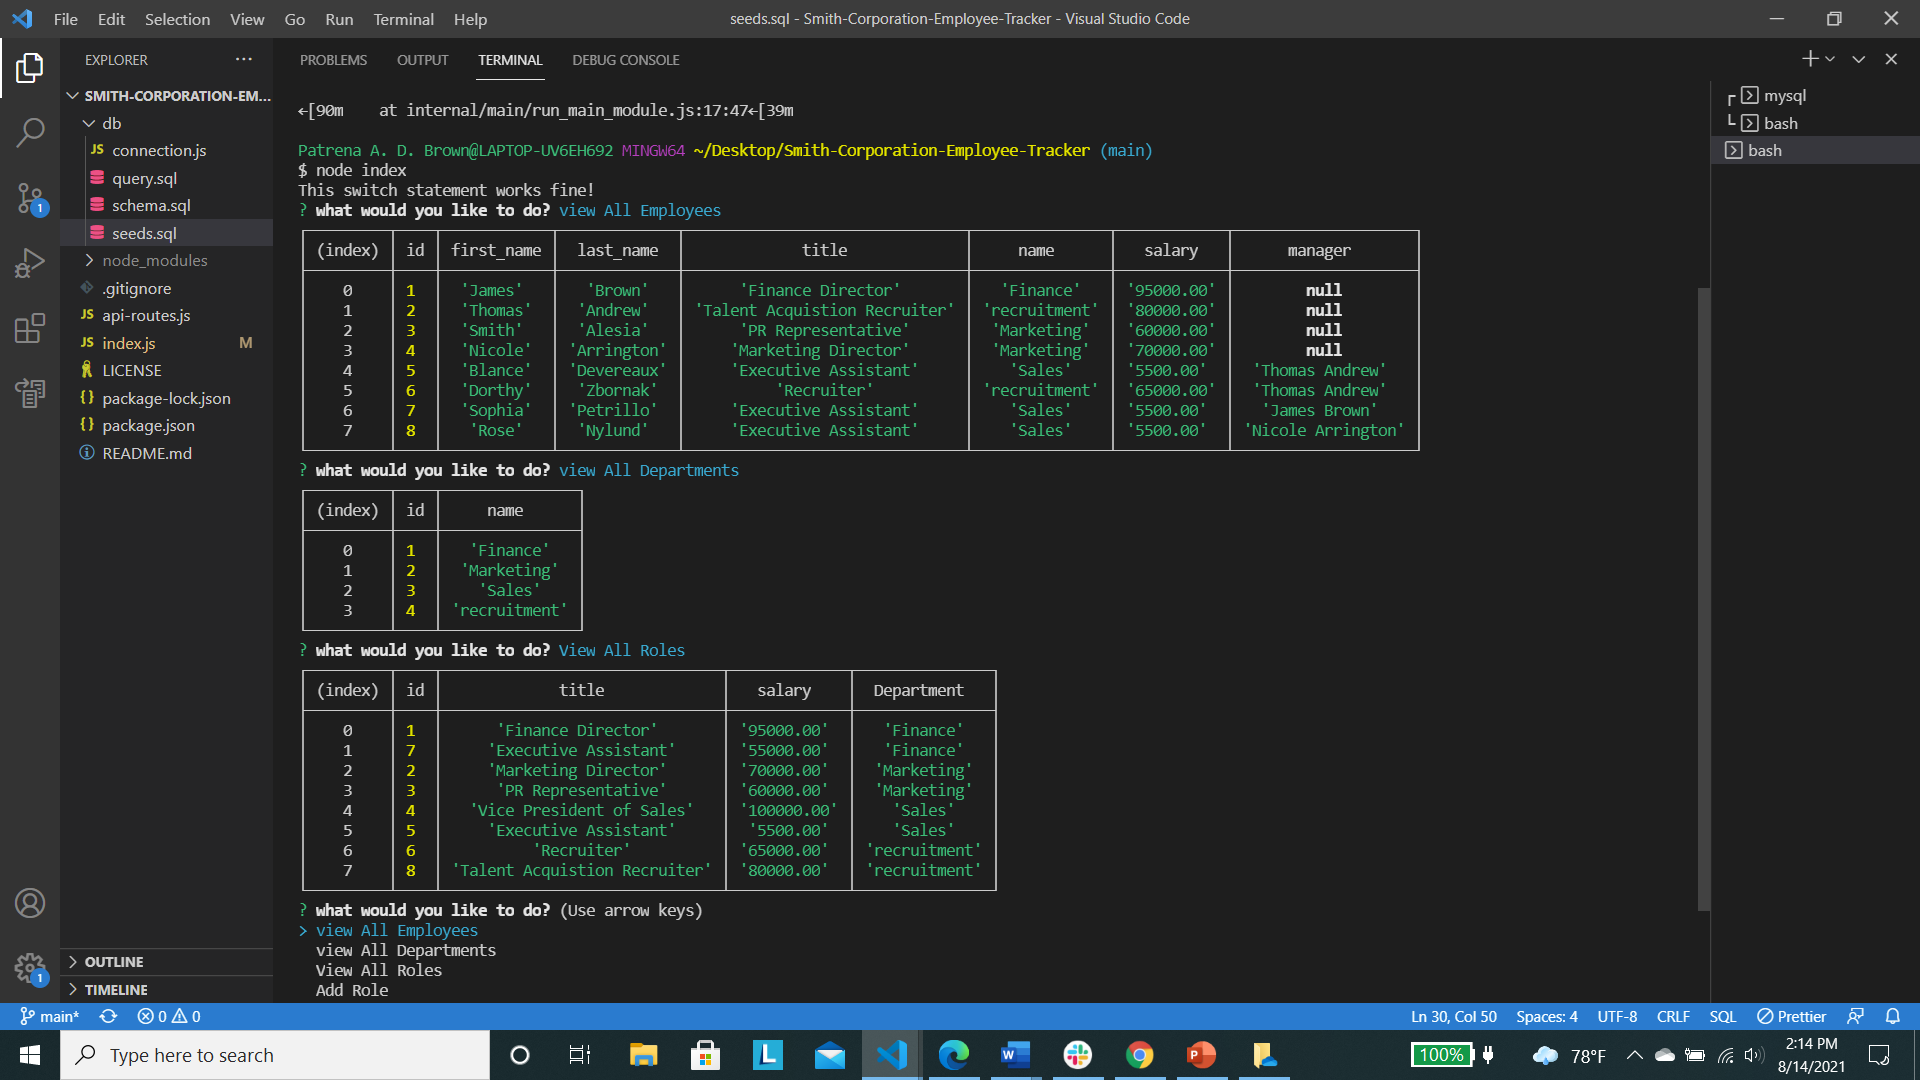 File Edit Selection View Go Run Terminal Help
seeds.sql - Smith-Corporation-Employee-Tracker - Visual Studio Code
EXPLORER
SMITH-CORPORATION-EM...
db
JS connection.js
query.sql
schema.sql
seeds.sql
node_modules
.gitignore
JS api-routes.js
JS index.js M
LICENSE
{} package-lock.json
{} package.json
README.md
OUTLINE
TIMELINE
1
1
PROBLEMS OUTPUT TERMINAL DEBUG CONSOLE
←[90m    at internal/main/run_main_module.js:17:47←[39m
Patrena A. D. Brown@LAPTOP-UV6EH692 MINGW64 ~/Desktop/Smith-Corporation-Employee-Tracker (main)
$ node index
This switch statement works fine!
? what would you like to do? view All Employees
(index) id first_name last_name title name salary manager
0 1 'James' 'Brown' 'Finance Director' 'Finance' '95000.00' null
1 2 'Thomas' 'Andrew' 'Talent Acquistion Recruiter' 'recruitment' '80000.00' null
2 3 'Smith' 'Alesia' 'PR Representative' 'Marketing' '60000.00' null
3 4 'Nicole' 'Arrington' 'Marketing Director' 'Marketing' '70000.00' null
4 5 'Blance' 'Devereaux' 'Executive Assistant' 'Sales' '5500.00' 'Thomas Andrew'
5 6 'Dorthy' 'Zbornak' 'Recruiter' 'recruitment' '65000.00' 'Thomas Andrew'
6 7 'Sophia' 'Petrillo' 'Executive Assistant' 'Sales' '5500.00' 'James Brown'
7 8 'Rose' 'Nylund' 'Executive Assistant' 'Sales' '5500.00' 'Nicole Arrington'
? what would you like to do? view All Departments
(index) id name
0 1 'Finance'
1 2 'Marketing'
2 3 'Sales'
3 4 'recruitment'
? what would you like to do? View All Roles
(index) id title salary Department
0 1 'Finance Director' '95000.00' 'Finance'
1 7 'Executive Assistant' '55000.00' 'Finance'
2 2 'Marketing Director' '70000.00' 'Marketing'
3 3 'PR Representative' '60000.00' 'Marketing'
4 4 'Vice President of Sales' '100000.00' 'Sales'
5 5 'Executive Assistant' '5500.00' 'Sales'
6 6 'Recruiter' '65000.00' 'recruitment'
7 8 'Talent Acquistion Recruiter' '80000.00' 'recruitment'
? what would you like to do? (Use arrow keys)
> view All Employees
view All Departments
View All Roles
Add Role
mysql
bash
bash
main* 0 0 Ln 30, Col 50 Spaces: 4 UTF-8 CRLF SQL Prettier
Type here to search
L W P
100% 78°F
2:14 PM
8/14/2021